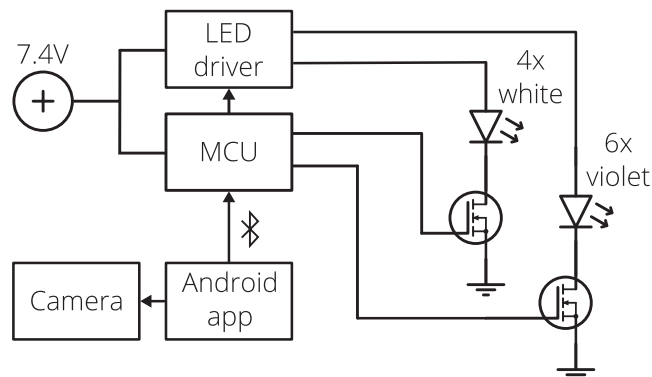 7.4V
LED
driver
4x
white
MCU
6x
violet
Camera
Android
app